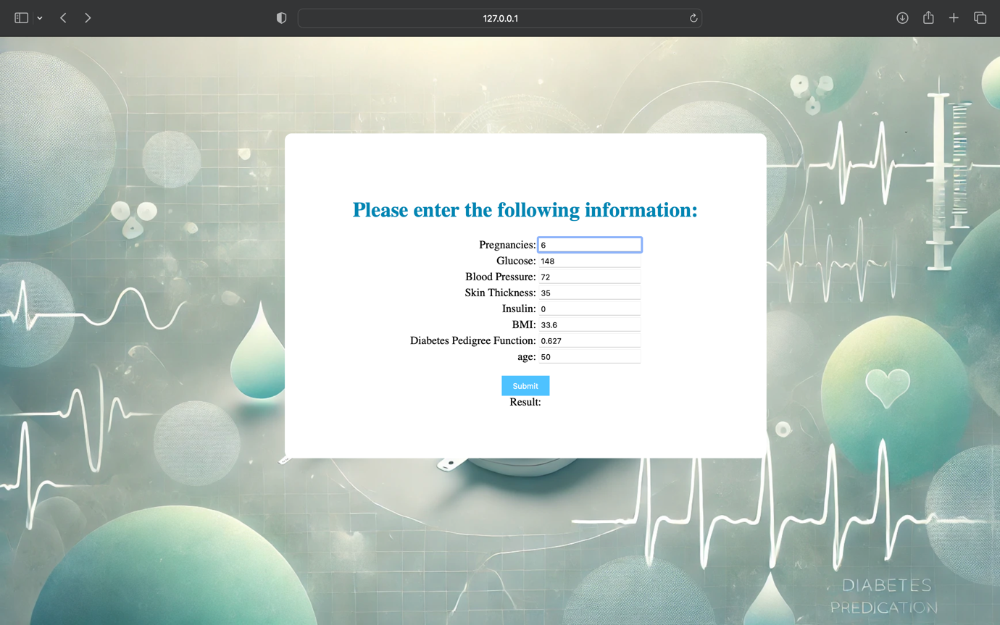 127.0.0.1
Please enter the following information:
Pregnancies: 6
Glucose: 148
Blood Pressure: 72
Skin Thickness: 35
Insulin: 0
BMI: 33.6
Diabetes Pedigree Function: 0.627
age: 50
Submit
Result:
DIABETES
PREDICATION